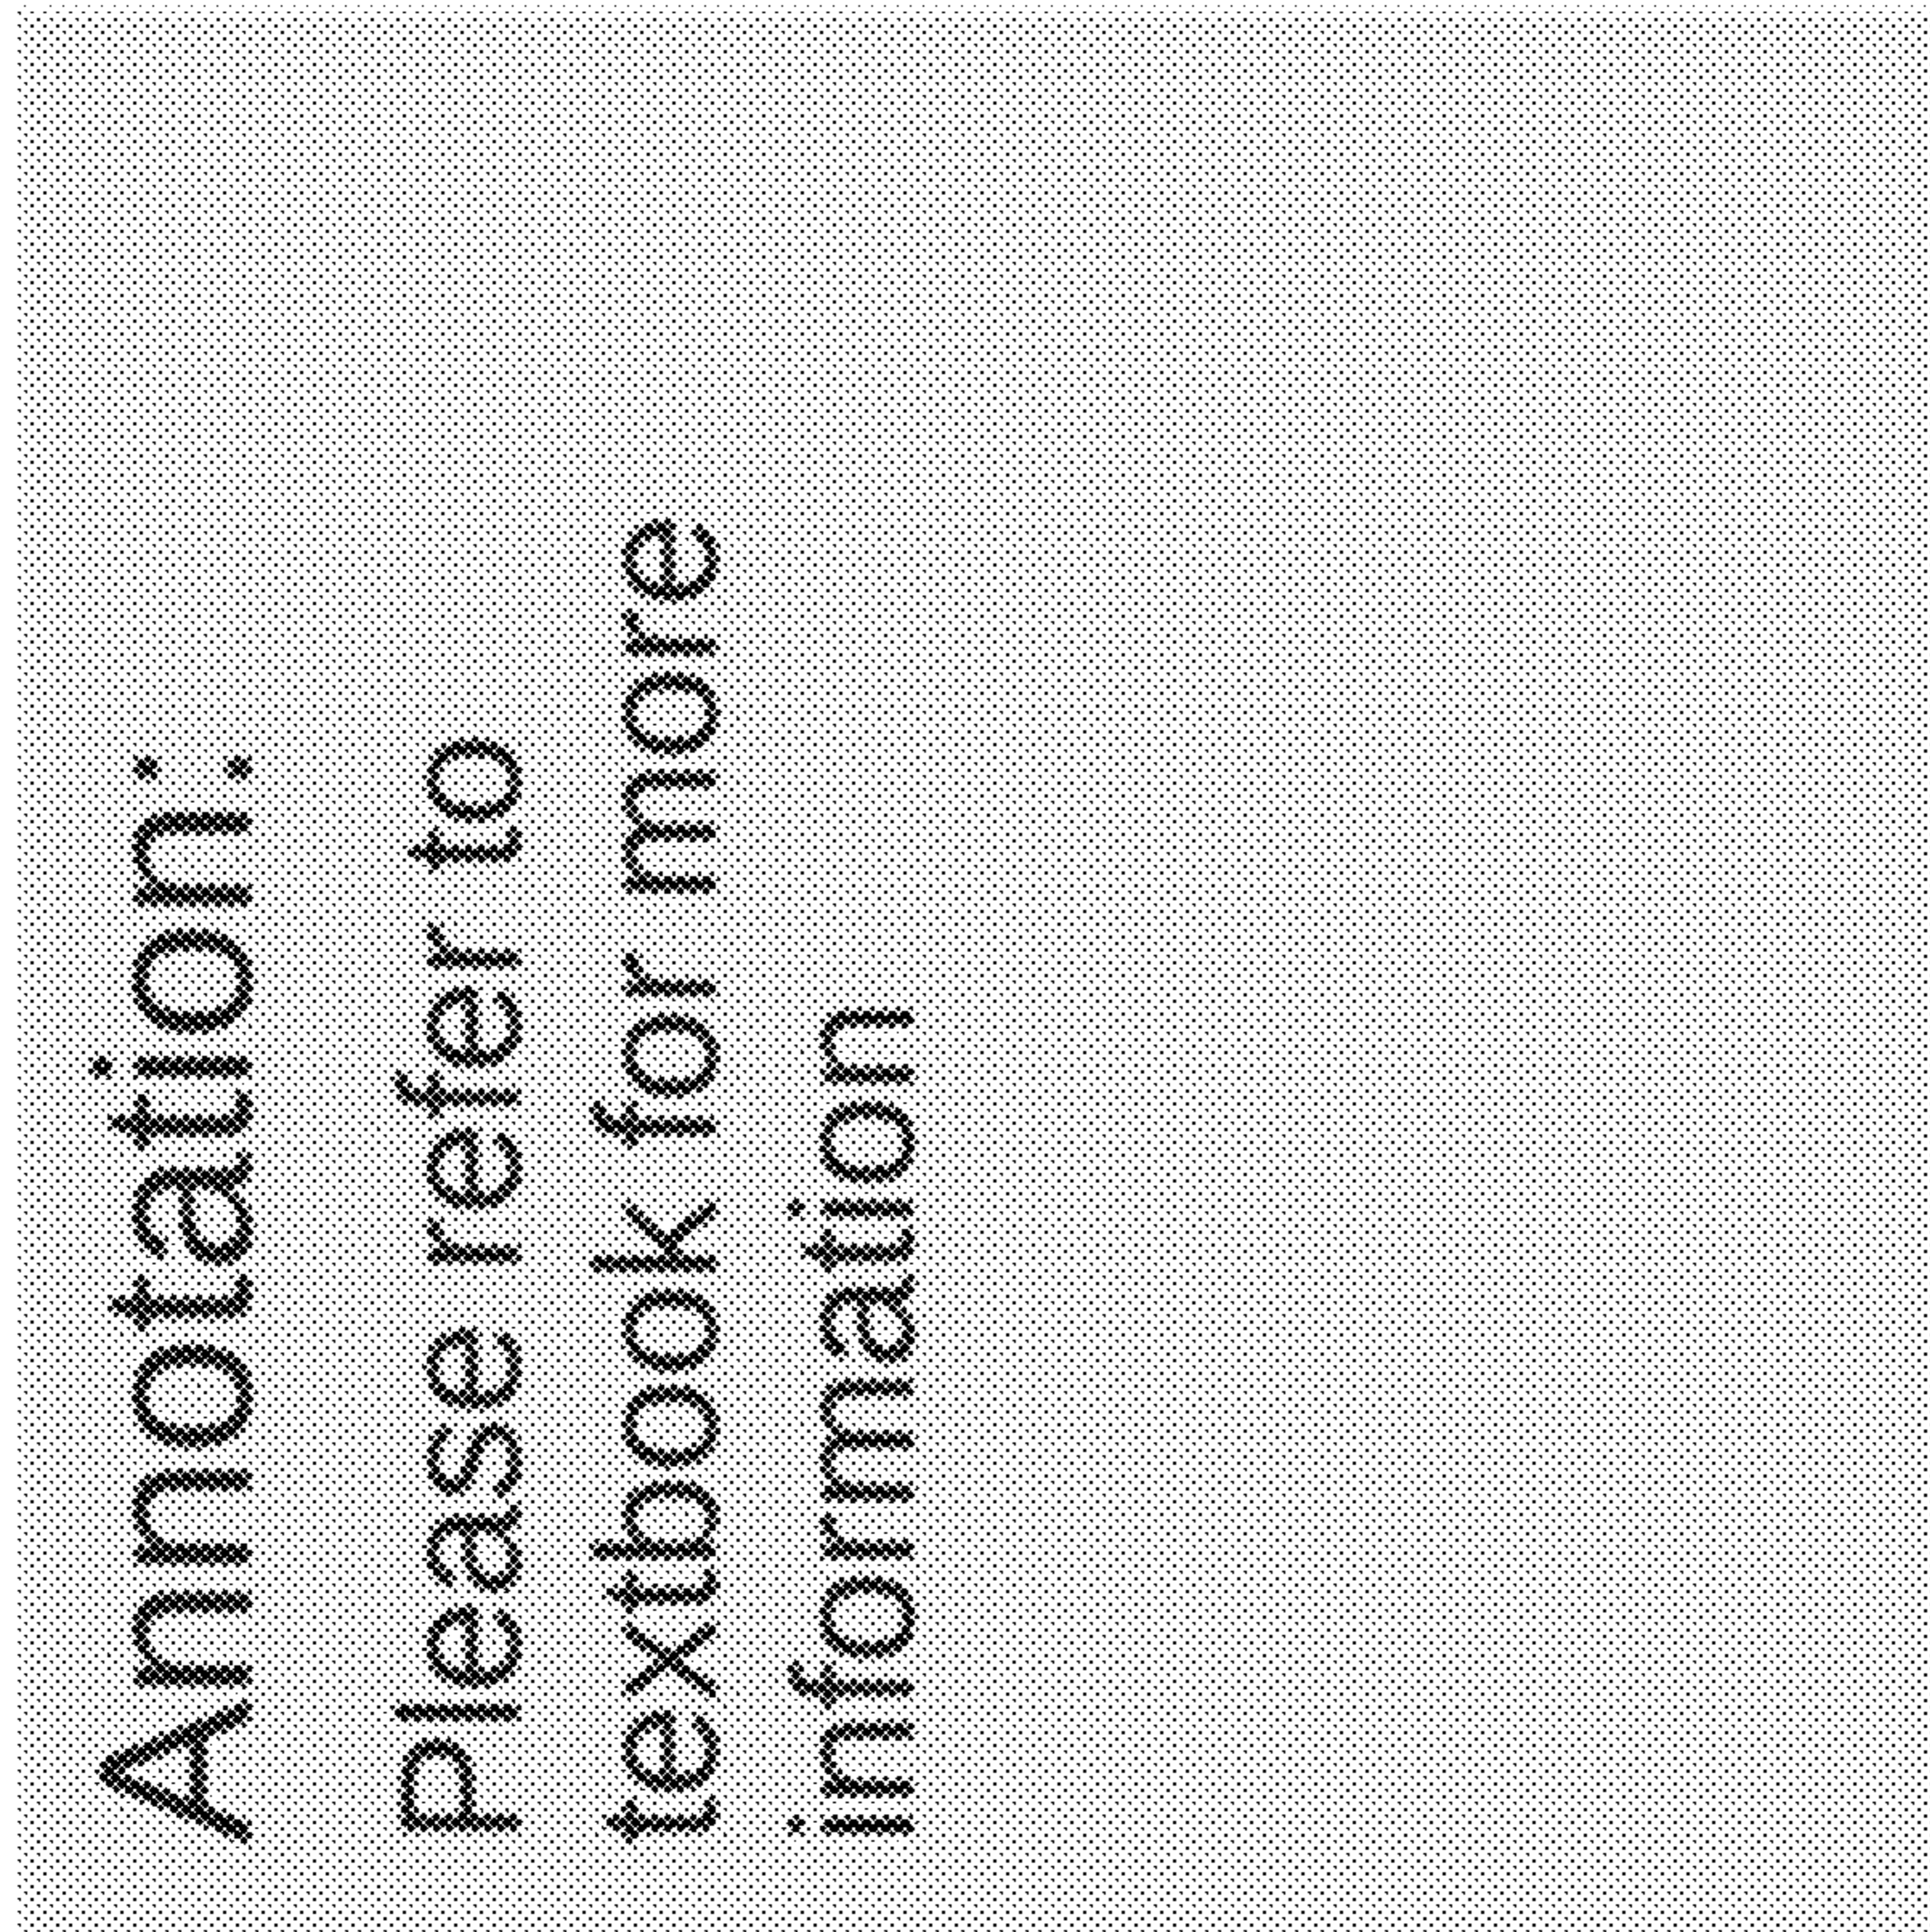 Annotation:
Please refer to
textbook for more
information